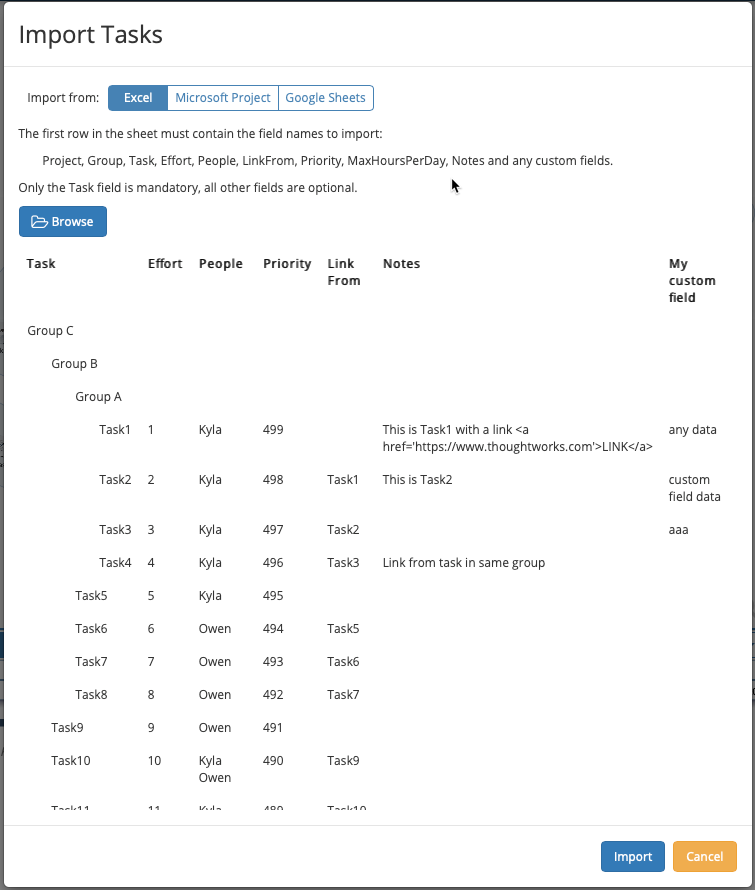 Import Tasks
Import from: Excel Microsoft Project Google Sheets
The first row in the sheet must contain the field names to import:
Project, Group, Task, Effort, People, LinkFrom, Priority, MaxHoursPerDay, Notes and any custom fields.
Only the Task field is mandatory, all other fields are optional.
Browse
Task Effort People Priority Link From Notes My custom field
Group C
Group B
Group A
Task1 1 Kyla 499 This is Task1 with a link <a href='https://www.thoughtworks.com'>LINK</a> any data
Task2 2 Kyla 498 Task1 This is Task2 custom field data
Task3 3 Kyla 497 Task2 aaa
Task4 4 Kyla 496 Task3 Link from task in same group
Task5 5 Kyla 495
Task6 6 Owen 494 Task5
Task7 7 Owen 493 Task6
Task8 8 Owen 492 Task7
Task9 9 Owen 491
Task10 10 Kyla Owen 490 Task9
Task11 11 Kyla 489 Task10
Import Cancel